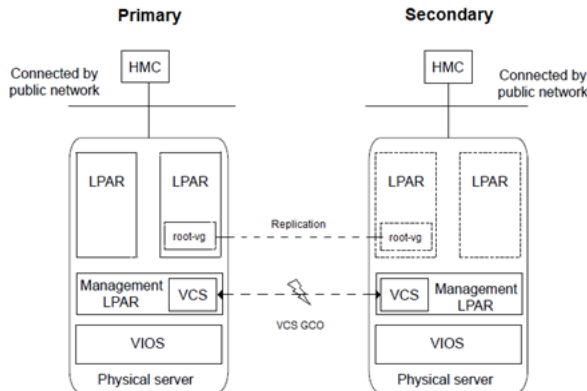 Primary
Secondary
HMC
HMC
Connected by
public network
Connected by
public network
LPAR
LPAR
LPAR
LPAR
root-vg
Replication
root-vg
Management
LPAR
VCS
VCS
Management
LPAR
VCS GCO
VIOS
VIOS
Physical server
Physical server